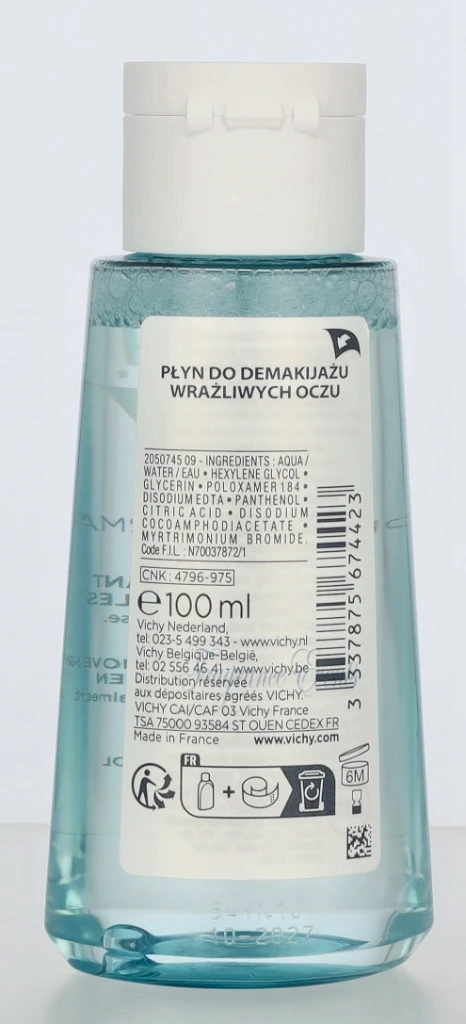 PŁYN DO DEMAKIJAŻU
WRAŻLIWYCH OCZU
2050745 09 - INGREDIENTS : AQUA /
WATER / EAU • HEXYLENE GLYCOL •
GLYCERIN • POLOXAMER 184 •
DISODIUM EDTA • PANTHENOL •
CITRIC ACID • DISODIUM
COCOAMPHODIACETATE •
MYRTRIMONIUM BROMIDE.
Code F.I.L. : N70037872/1
CNK : 4796-975
e100 ml
Vichy Nederland,
tel: 023-5 499 343 - www.vichy.nl
Vichy Belgique-België,
tel: 02 556 46 41 - www.vichy.be
Distribution réservée
aux dépositaires agréés VICHY.
VICHY CAI/CAF 03 Vichy France
TSA 75000 93584 ST OUEN CEDEX FR
Made in France www.vichy.com
3 337875 674423
FR
+
6M
10-2027